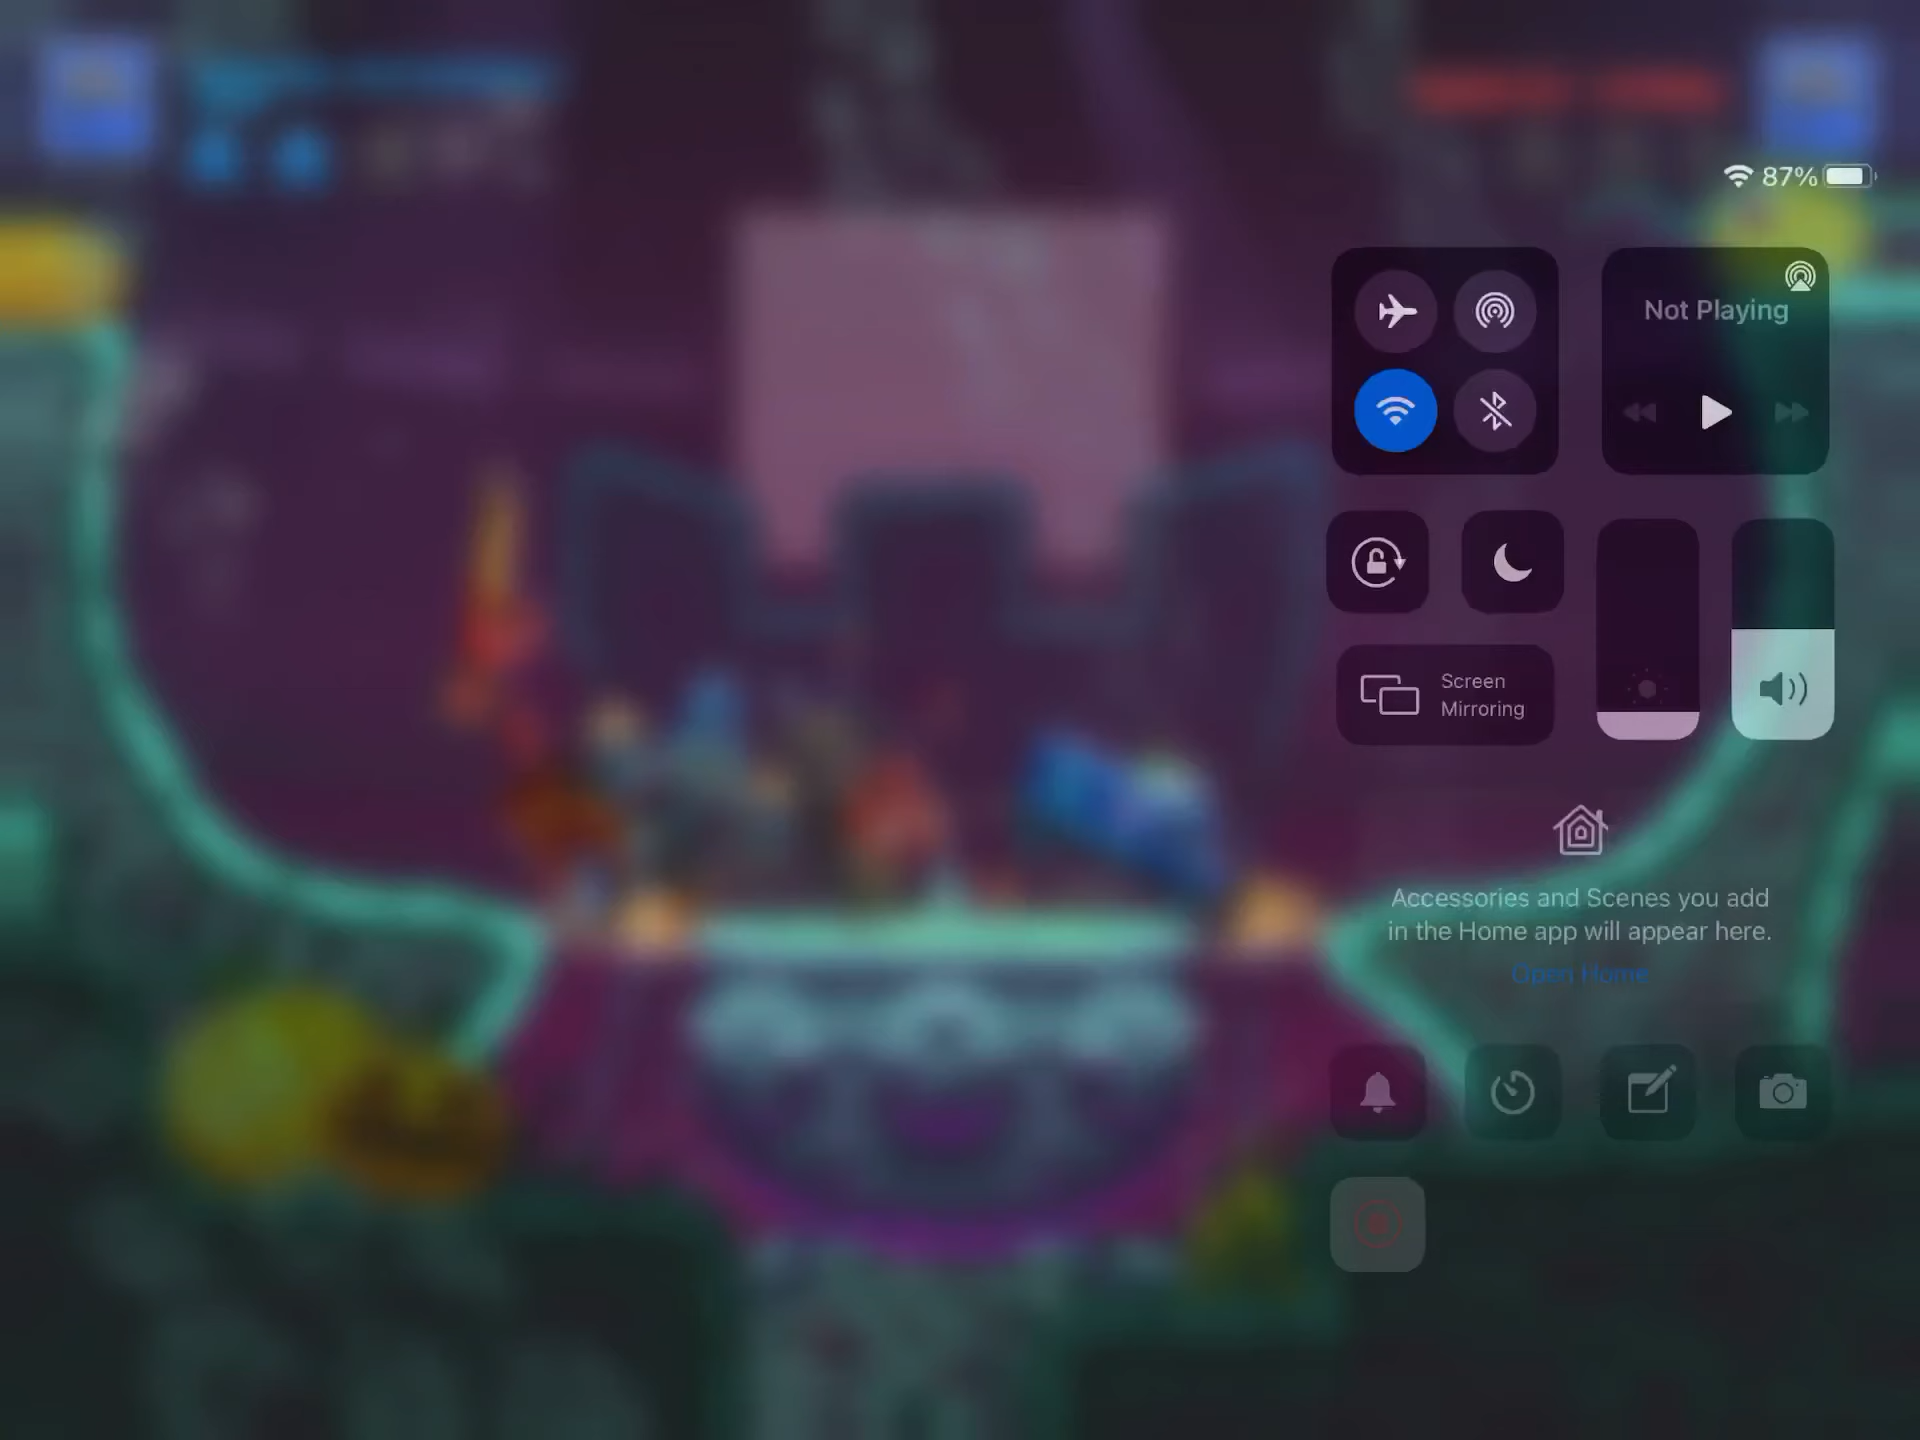 87%
Not Playing
Screen
Mirroring
Accessories and Scenes you add
in the Home app will appear here.
Open Home